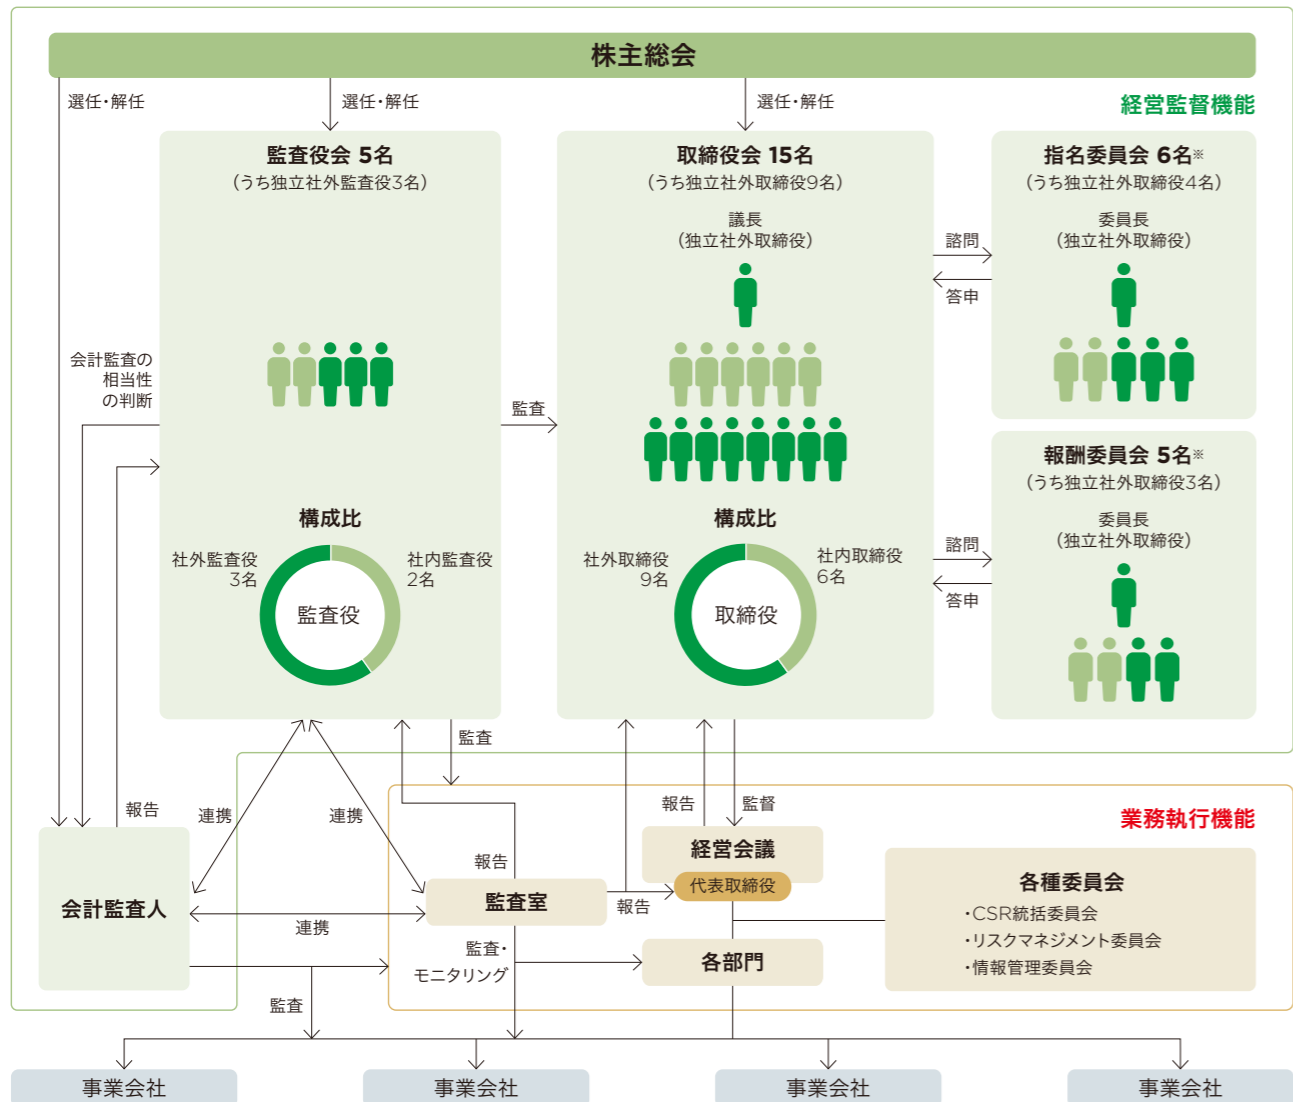 株主総会
選任・解任
選任・解任
選任・解任
経営監督機能
監査役会 5名
(うち独立社外監査役3名)
取締役会 15名
(うち独立社外取締役9名)
議長
(独立社外取締役)
指名委員会 6名※
(うち独立社外取締役4名)
委員長
(独立社外取締役)
諮問
答申
会計監査の
相当性
の判断
監査
報酬委員会 5名※
(うち独立社外取締役3名)
委員長
(独立社外取締役)
諮問
答申
構成比
社外監査役
3名
社内監査役
2名
監査役
構成比
社外取締役
9名
社内取締役
6名
取締役
監査
報告
連携
連携
報告
報告
監督
業務執行機能
経営会議
代表取締役
会計監査人
監査室
報告
連携
監査・
モニタリング
各部門
各種委員会
・CSR統括委員会
・リスクマネジメント委員会
・情報管理委員会
監査
事業会社
事業会社
事業会社
事業会社